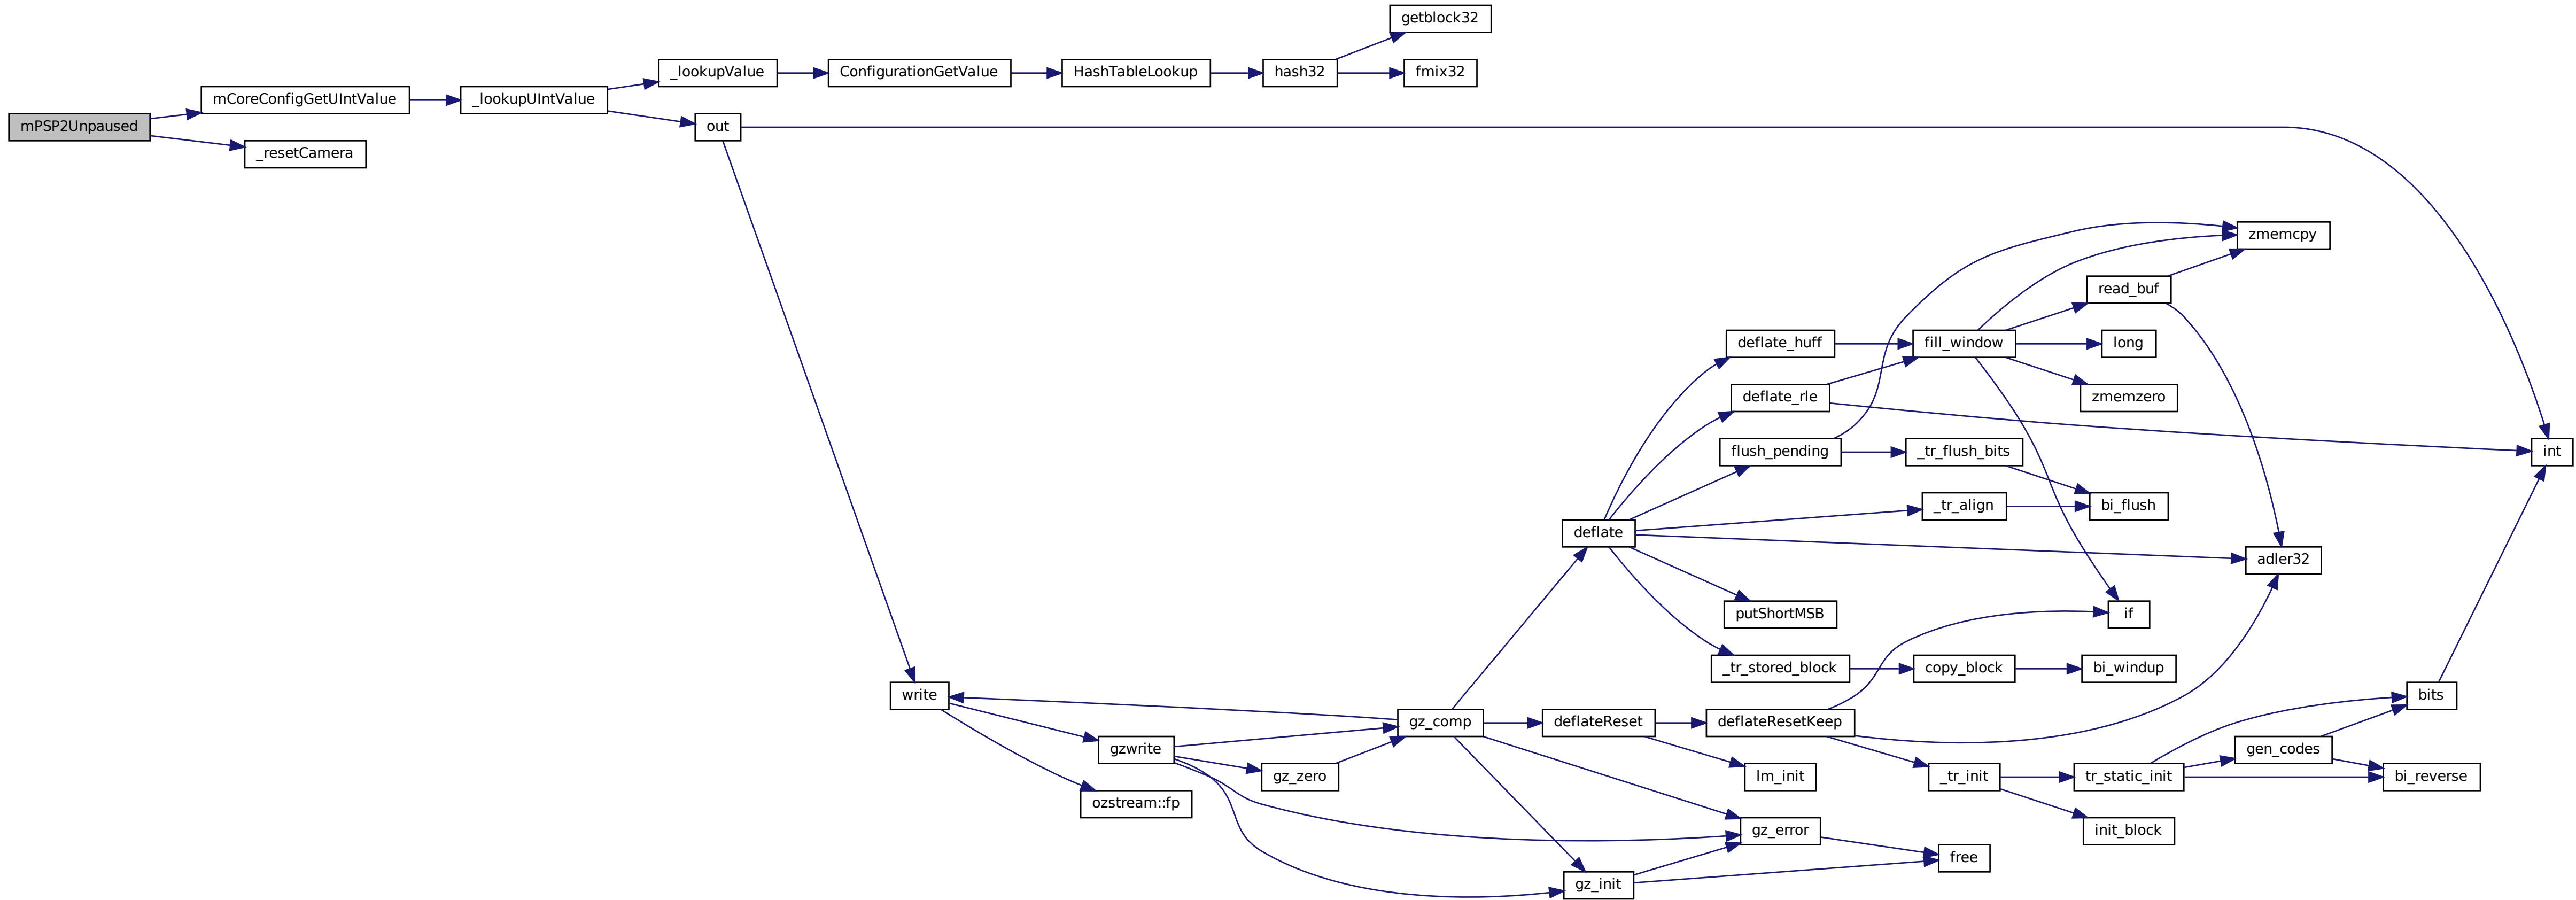 getblock32
_lookupValue
ConfigurationGetValue
HashTableLookup
hash32
fmix32
mCoreConfigGetUIntValue
_lookupUIntValue
mPSP2Unpaused
out
_resetCamera
zmemcpy
read_buf
deflate_huff
fill_window
long
deflate_rle
zmemzero
flush_pending
_tr_flush_bits
int
_tr_align
bi_flush
deflate
adler32
putShortMSB
if
_tr_stored_block
copy_block
bi_windup
write
bits
gz_comp
deflateReset
deflateResetKeep
gzwrite
gen_codes
gz_zero
lm_init
_tr_init
tr_static_init
bi_reverse
ozstream::fp
gz_error
init_block
free
gz_init